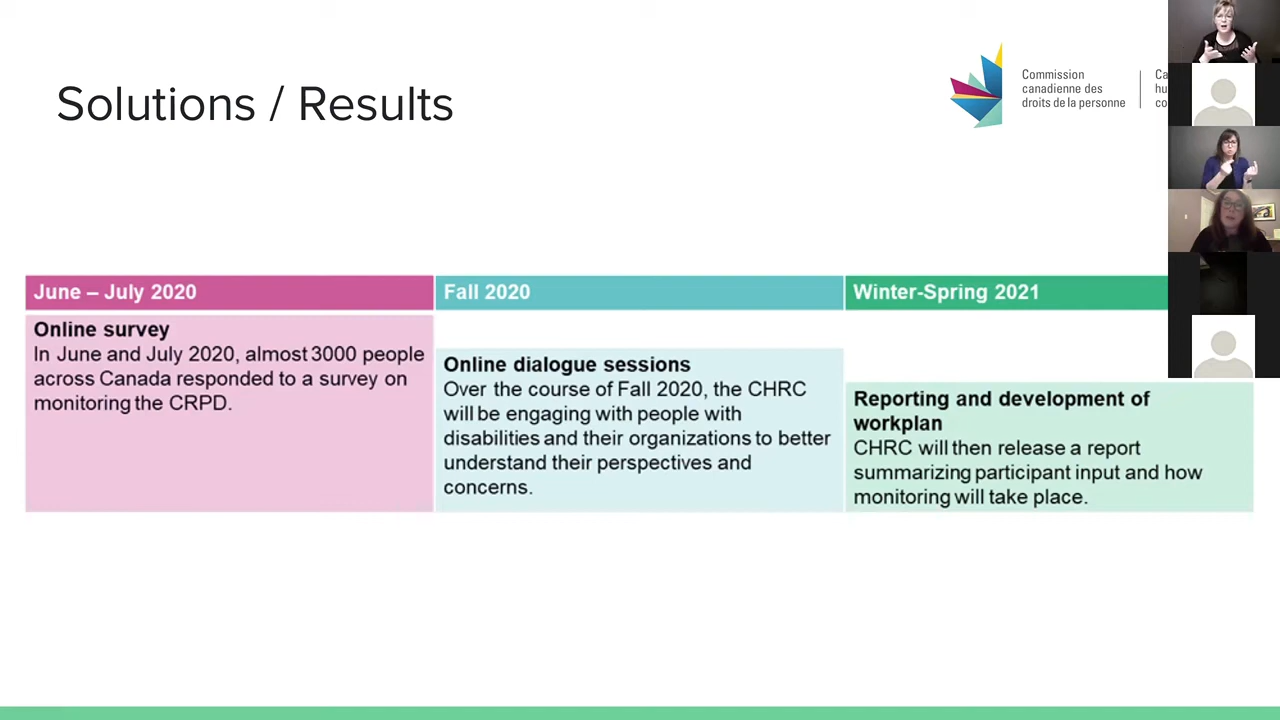 Solutions / Results
Commission
canadienne des
droits de la personne
June – July 2020
Online survey
In June and July 2020, almost 3000 people
across Canada responded to a survey on
monitoring the CRPD.
Fall 2020
Online dialogue sessions
Over the course of Fall 2020, the CHRC
will be engaging with people with
disabilities and their organizations to better
understand their perspectives and
concerns.
Winter-Spring 2021
Reporting and development of
workplan
CHRC will then release a report
summarizing participant input and how
monitoring will take place.